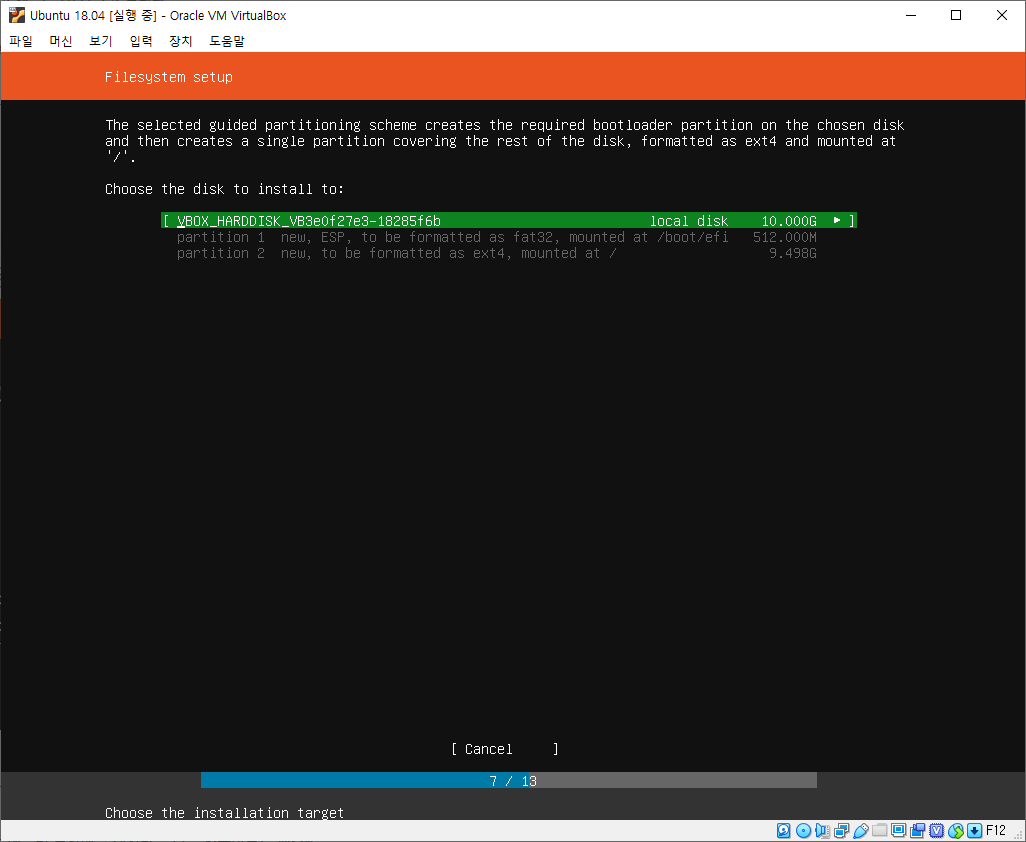 Ubuntu 18.04 [실행 중] - Oracle VM VirtualBox
파일 머신 보기 입력 장치 도움말
Filesystem setup
The selected guided partitioning scheme creates the required bootloader partition on the chosen disk
and then creates a single partition covering the rest of the disk, formatted as ext4 and mounted at
'/'.
Choose the disk to install to:
[ VBOX_HARDDISK_VB3e0f27e3-18285f6b local disk 10.000G ▸ ]
partition 1 new, ESP, to be formatted as fat32, mounted at /boot/efi 512.000M
partition 2 new, to be formatted as ext4, mounted at / 9.498G
[ Cancel ]
7 / 13
Choose the installation target
F12